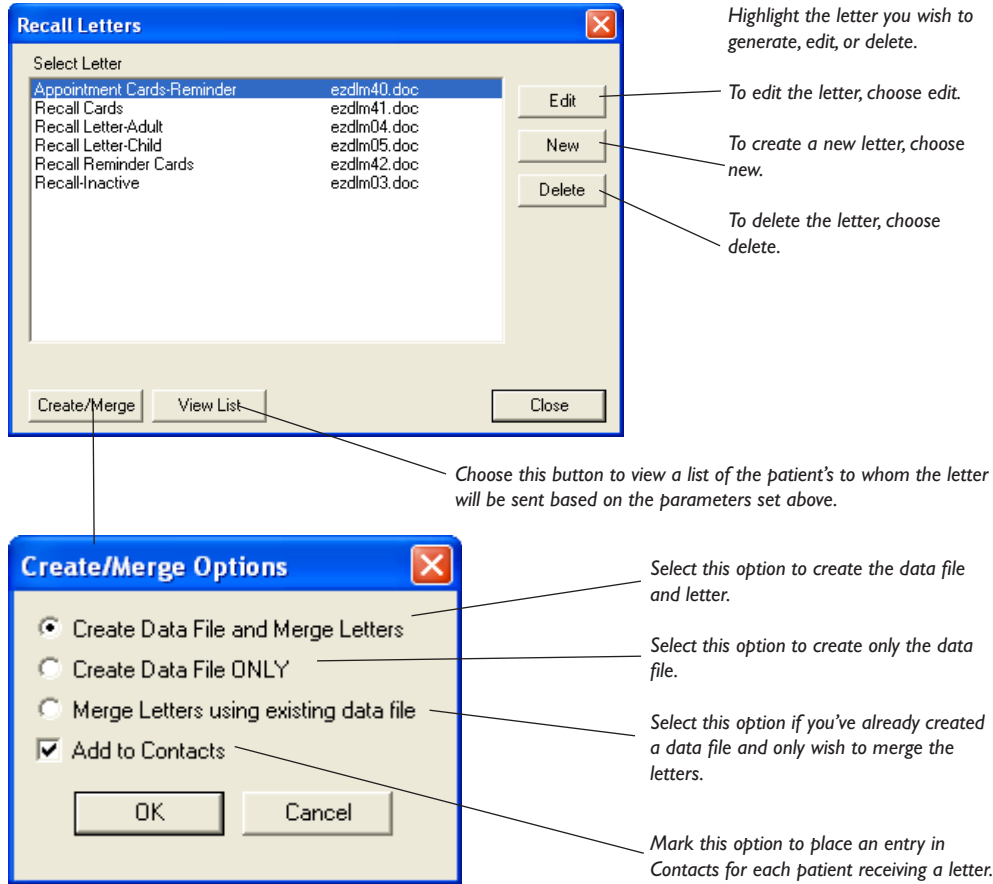 Recall Letters
Select Letter
Appointment Cards-Reminder ezdlm40.doc
Recall Cards ezdlm41.doc
Recall Letter-Adult ezdlm04.doc
Recall Letter-Child ezdlm05.doc
Recall Reminder Cards ezdlm42.doc
Recall-Inactive ezdlm03.doc
Edit
New
Delete
Create/Merge View List Close
Highlight the letter you wish to
generate, edit, or delete.
To edit the letter, choose edit.
To create a new letter, choose
new.
To delete the letter, choose
delete.
Choose this button to view a list of the patient's to whom the letter
will be sent based on the parameters set above.
Create/Merge Options
Create Data File and Merge Letters
Create Data File ONLY
Merge Letters using existing data file
Add to Contacts
OK Cancel
Select this option to create the data file
and letter.
Select this option to create only the data
file.
Select this option if you've already created
a data file and only wish to merge the
letters.
Mark this option to place an entry in
Contacts for each patient receiving a letter.